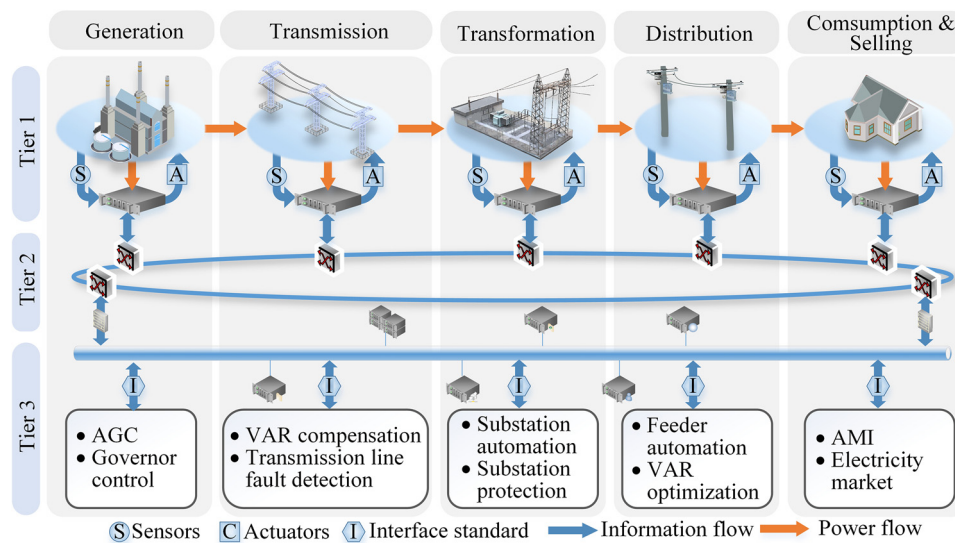 Generation
Transmission
Transformation
Distribution
Comsumption &
Selling
Tier 1
S
A
S
A
S
A
S
A
S
A
Tier 2
Tier 3
I
I
I
I
I
• AGC
• Governor
control
• VAR compensation
• Transmission line
fault detection
• Substation
automation
• Substation
protection
• Feeder
automation
• VAR
optimization
• AMI
• Electricity
market
S Sensors
C Actuators
I Interface standard
Information flow
Power flow